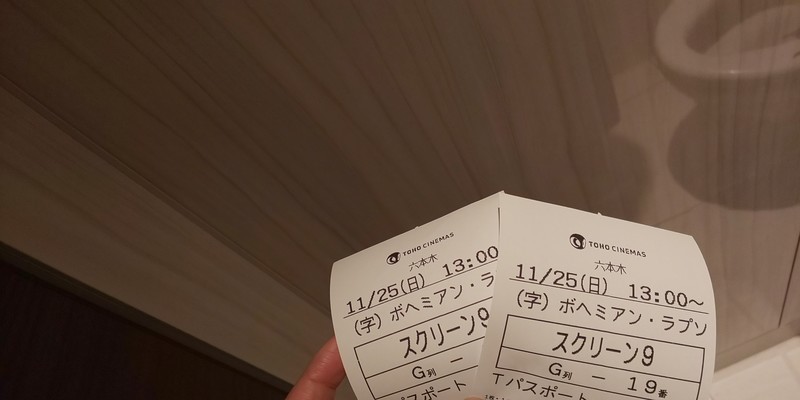 TOHO CINEMAS
六本木
11/25(日) 13:00
(字) ボヘミアン・ラ
スクリーン9
G列 ー
パスポート
TOHO CINEMAS
六本木
11/25(日) 13:00～
(字) ボヘミアン・ラプソ
スクリーン9
G列 ー 19番
Tパスポート